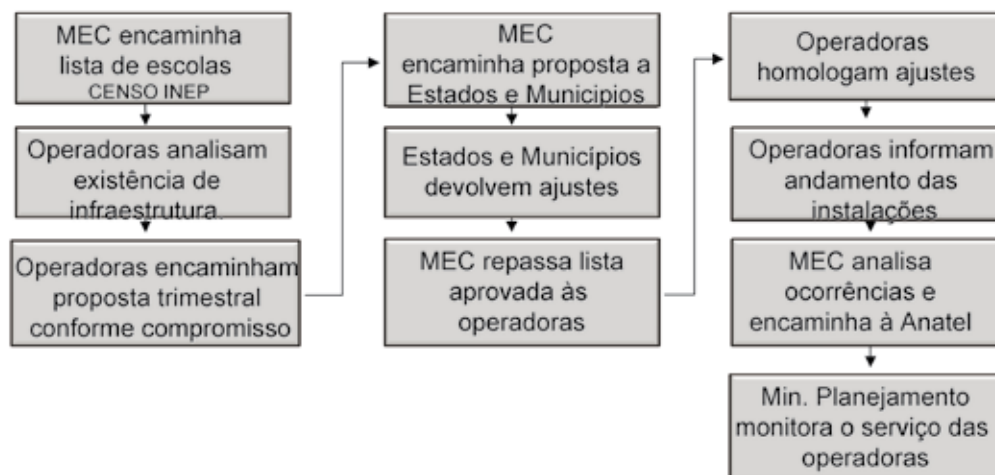 MEC encaminha
lista de escolas
CENSO INEP
Operadoras analisam
existência de
infraestrutura.
Operadoras encaminham
proposta trimestral
conforme compromisso
MEC
encaminha proposta a
Estados e Municipios
Estados e Municípios
devolvem ajustes
MEC repassa lista
aprovada às
operadoras
Operadoras
homologam ajustes
Operadoras informam
andamento das
instalações
MEC analisa
ocorrências e
encaminha à Anatel
Min. Planejamento
monitora o serviço das
operadoras